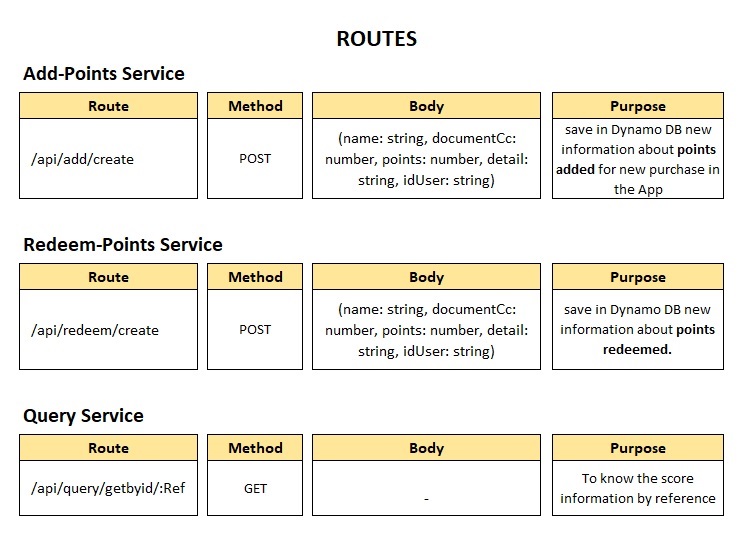 ROUTES
Add-Points Service
Route
Method
Body
Purpose
/api/add/create
POST
(name: string, documentCc:
number, points: number, detail:
string, idUser: string)
save in Dynamo DB new
information about points
added for new purchase in
the App
Redeem-Points Service
Route
Method
Body
Purpose
/api/redeem/create
POST
(name: string, documentCc:
number, points: number, detail:
string, idUser: string)
save in Dynamo DB new
information about points
redeemed.
Query Service
Route
Method
Body
Purpose
/api/query/getbyid/:Ref
GET
-
To know the score
information by reference